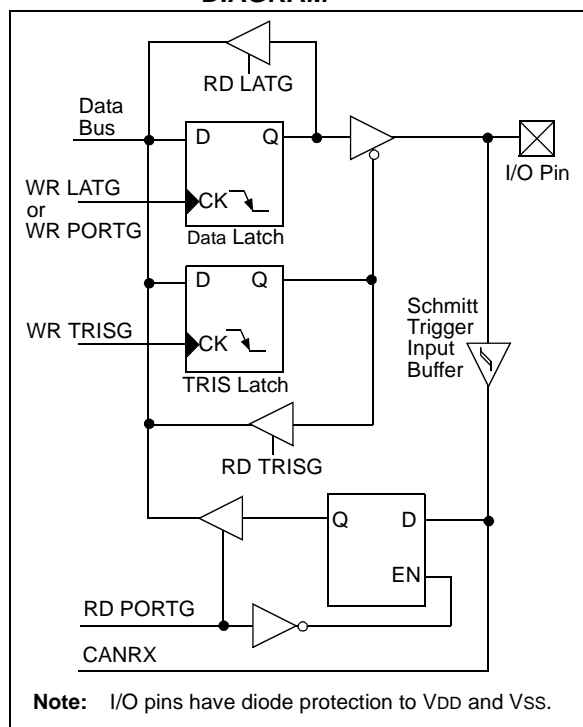 DIAGRAM
RD LATG
Data
Bus
D Q
I/O Pin
WR LATG
or
WR PORTG
CK
Data Latch
D Q
WR TRISG
CK
TRIS Latch
Schmitt
Trigger
Input
Buffer
RD TRISG
Q D
EN
RD PORTG
CANRX
Note: I/O pins have diode protection to VDD and VSS.